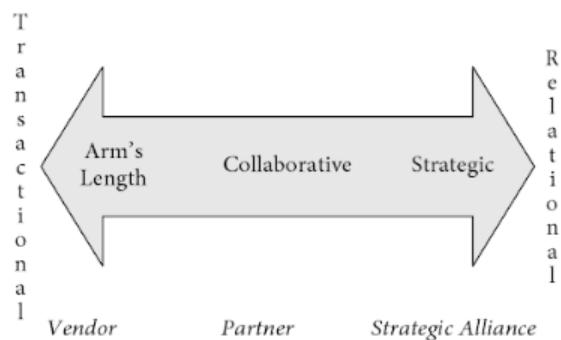 Transactional
Arm's
Length
Collaborative
Strategic
Relational
Vendor
Partner
Strategic Alliance